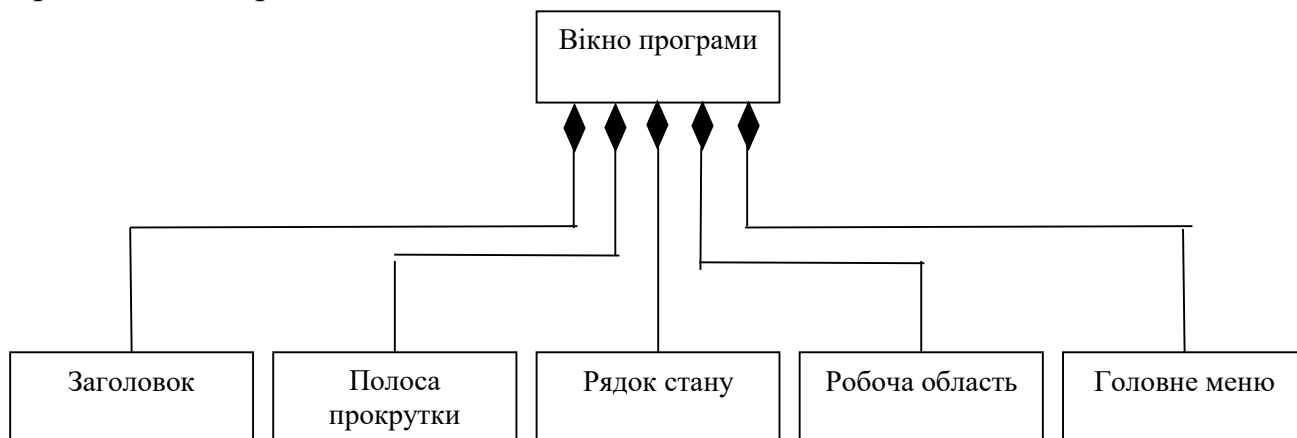 Вікно програми
Заголовок
Полоса
прокрутки
Рядок стану
Робоча область
Головне меню